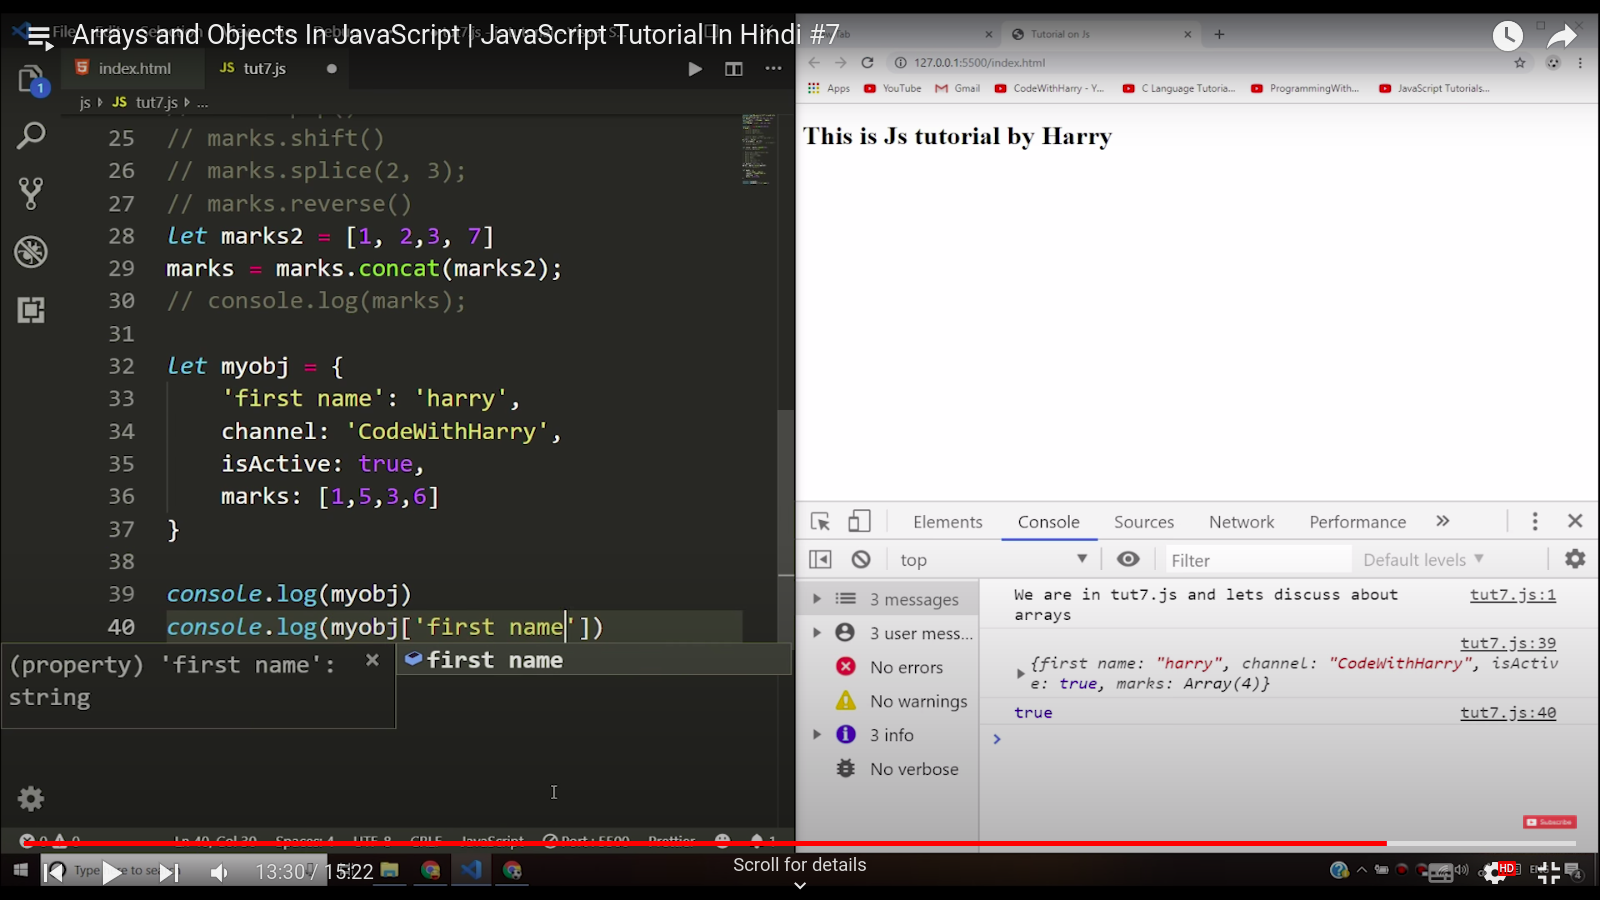 Arrays and Objects In JavaScript | JavaScript Tutorial In Hindi #7
index.html
JS tut7.js
js JS tut7.js ...
1
25 // marks.shift()
26 // marks.splice(2, 3);
27 // marks.reverse()
28 let marks2 = [1, 2,3, 7]
29 marks = marks.concat(marks2);
30 // console.log(marks);
31
32 let myobj = {
33 'first name': 'harry',
34 channel: 'CodeWithHarry',
35 isActive: true,
36 marks: [1,5,3,6]
37 }
38
39 console.log(myobj)
40 console.log(myobj['first name'])
(property) 'first name':
string
first name
Tutorial on Js
127.0.0.1:5500/index.html
Apps YouTube Gmail CodeWithHarry - Y... C Language Tutoria... ProgrammingWith... JavaScript Tutorials...
This is Js tutorial by Harry
Elements Console Sources Network Performance
top Filter Default levels
3 messages
3 user mess...
No errors
No warnings
3 info
No verbose
We are in tut7.js and lets discuss about tut7.js:1
arrays
tut7.js:39
{first name: "harry", channel: "CodeWithHarry", isActiv
e: true, marks: Array(4)}
true tut7.js:40
Subscribe
Ln 40, Col 30 Spaces: 4 UTF-8 CRLF JavaScript Port : 5500 Prettier
13:30 / 15:22
Scroll for details
HD